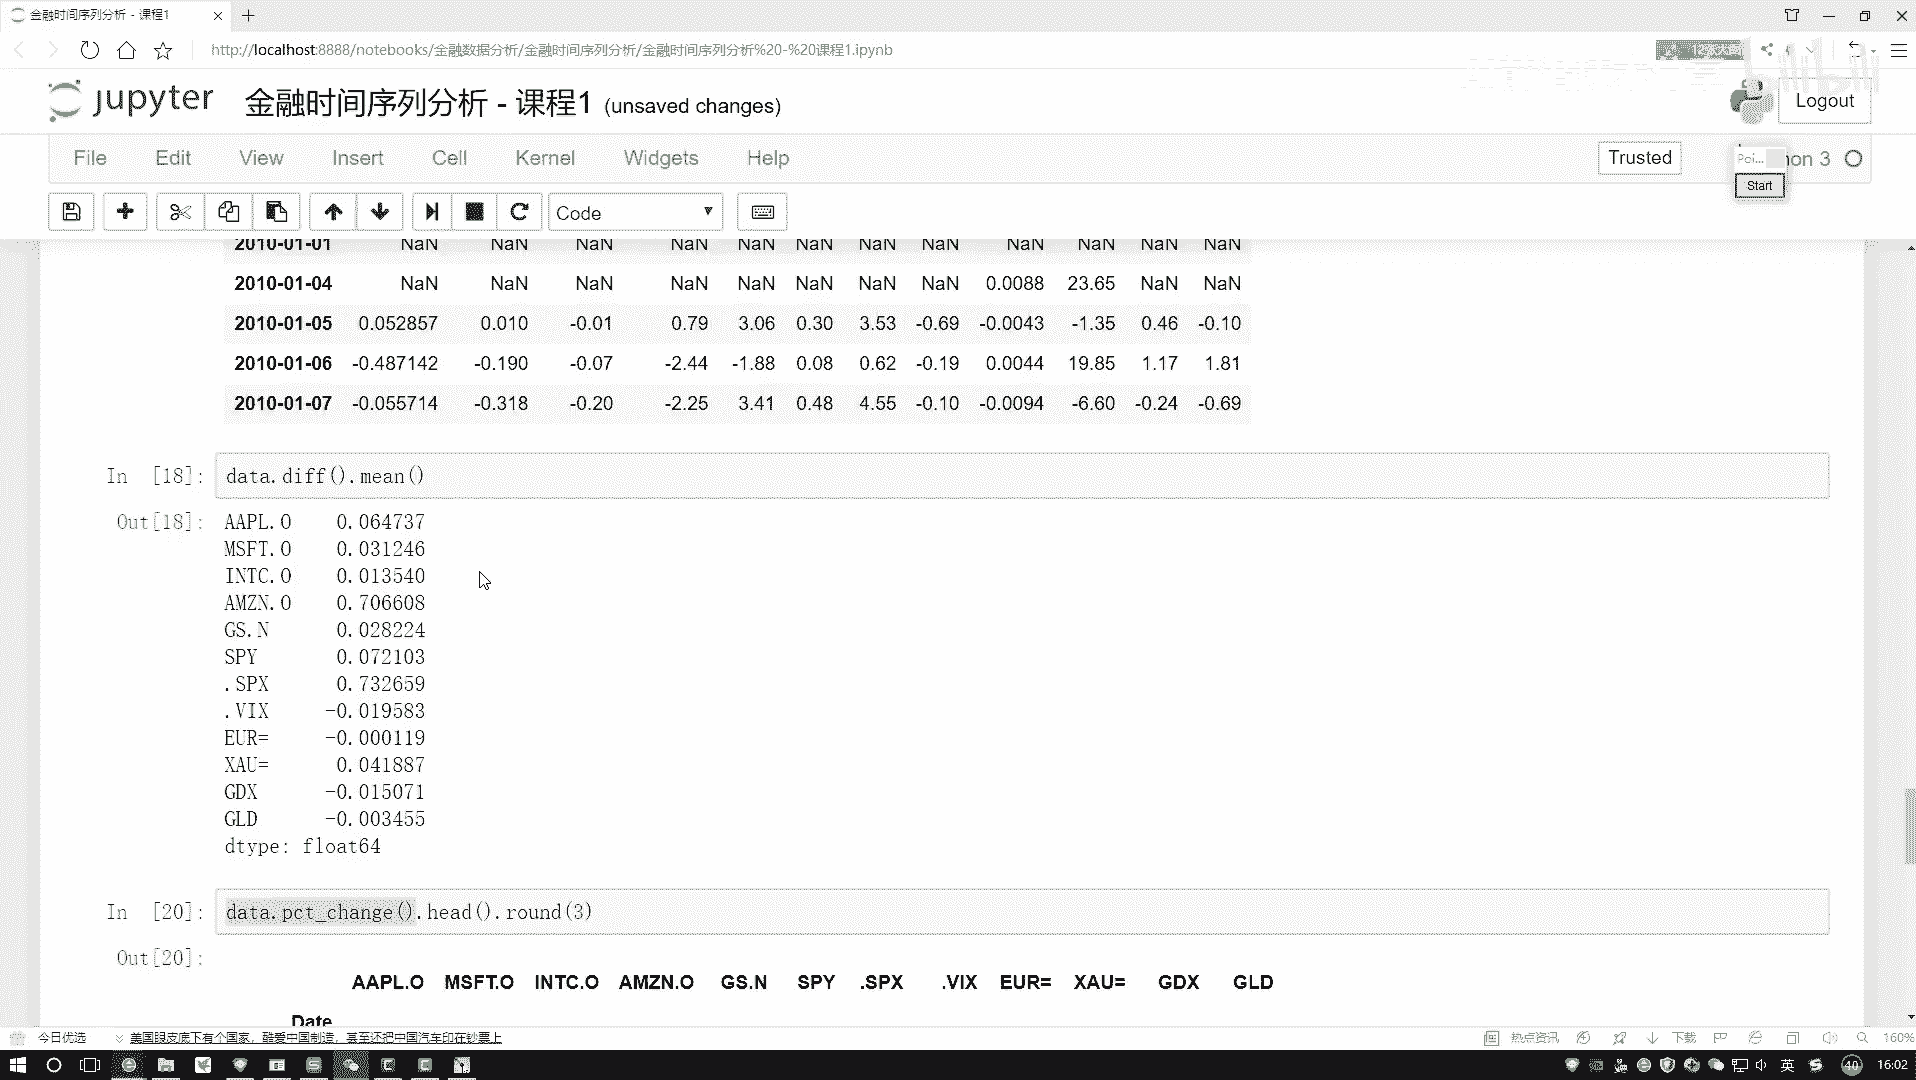 金融时间序列分析 - 课程1
http://localhost:8888/notebooks/金融数据分析/金融时间序列分析/金融时间序列分析%20-%20课程1.ipynb
bilibili
jupyter 金融时间序列分析 - 课程1 (unsaved changes)
Logout
File Edit View Insert Cell Kernel Widgets Help
Trusted
Poi... hon 3
Start
Code
2010-01-01 NaN NaN NaN NaN NaN NaN NaN NaN NaN NaN NaN NaN
2010-01-04 NaN NaN NaN NaN NaN NaN NaN NaN 0.0088 23.65 NaN NaN
2010-01-05 0.052857 0.010 -0.01 0.79 3.06 0.30 3.53 -0.69 -0.0043 -1.35 0.46 -0.10
2010-01-06 -0.487142 -0.190 -0.07 -2.44 -1.88 0.08 0.62 -0.19 0.0044 19.85 1.17 1.81
2010-01-07 -0.055714 -0.318 -0.20 -2.25 3.41 0.48 4.55 -0.10 -0.0094 -6.60 -0.24 -0.69
In [18]: data.diff().mean()
Out[18]: AAPL.O 0.064737
MSFT.O 0.031246
INTC.O 0.013540
AMZN.O 0.706608
GS.N 0.028224
SPY 0.072103
.SPX 0.732659
.VIX -0.019583
EUR= -0.000119
XAU= 0.041887
GDX -0.015071
GLD -0.003455
dtype: float64
In [20]: data.pct_change().head().round(3)
Out[20]:
AAPL.O MSFT.O INTC.O AMZN.O GS.N SPY .SPX .VIX EUR= XAU= GDX GLD
Date
今日优选 美国眼皮底下有个国家，酷爱中国制造，甚至还把中国汽车印在钞票上 热点资讯 下载 160%
英 40 16:02